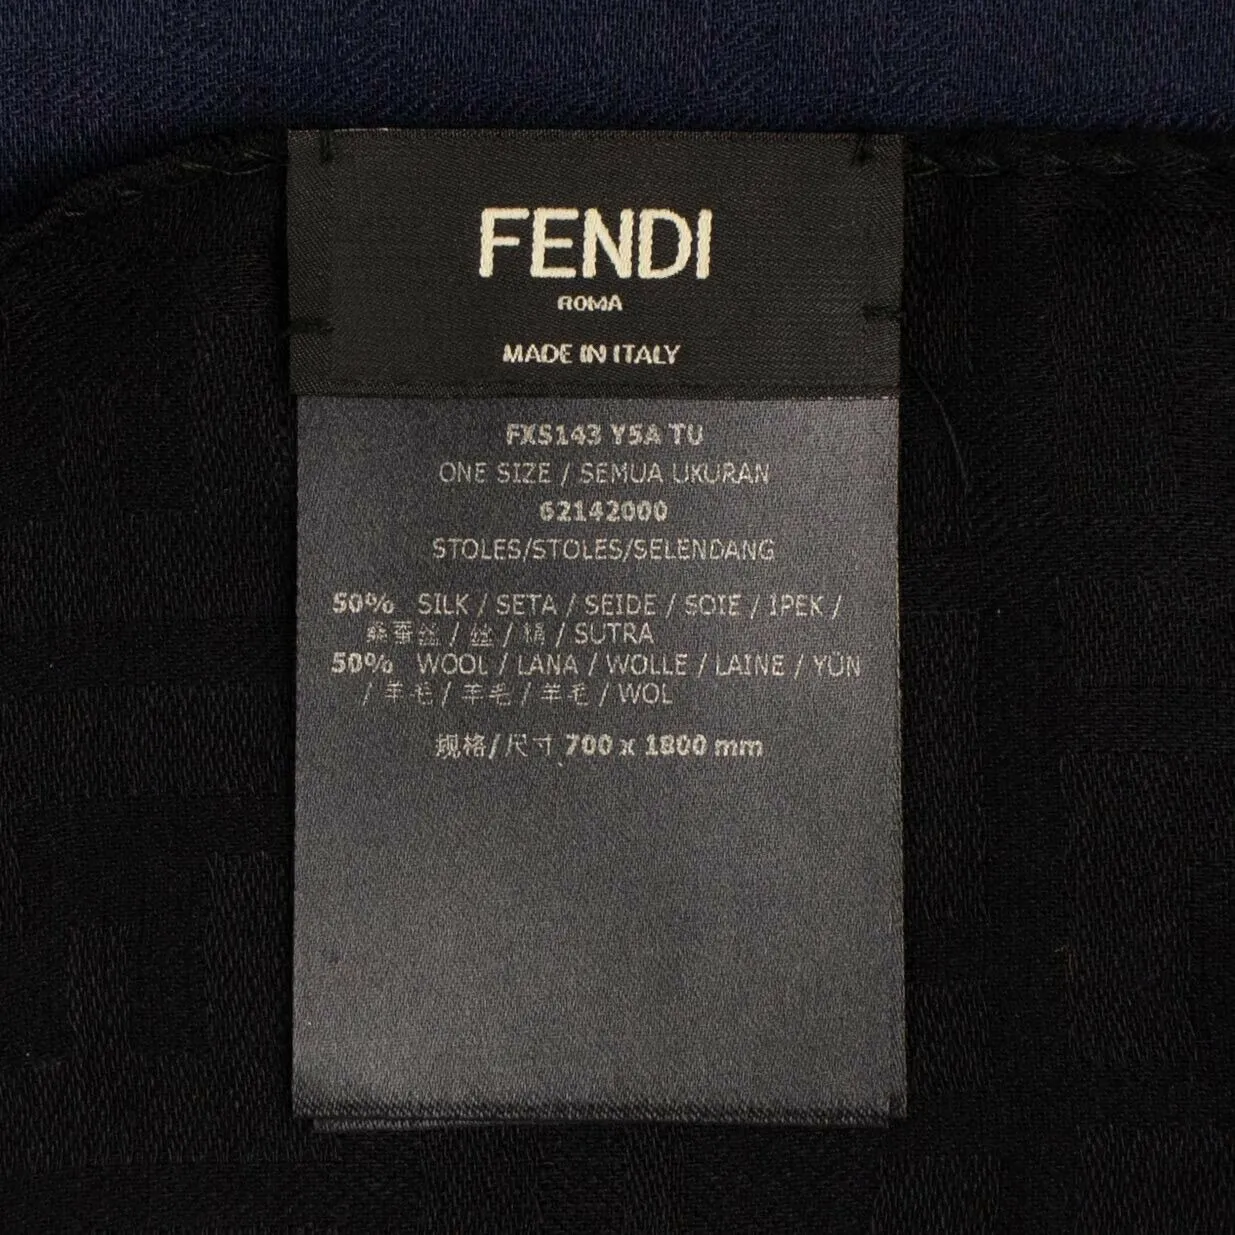 FENDI
ROMA
MADE IN ITALY
FXS143 Y5A TU
ONE SIZE / SEMUA UKURAN
62142000
STOLES/STOLES/SELENDANG
50% SILK / SETA / SEIDE / SOIE / IPEK /
桑蚕丝 / 丝 / 絹 / SUTRA
50% WOOL / LANA / WOLLE / LAINE / YÜN
/ 羊毛 / 羊毛 / 羊毛 / WOL
规格/尺寸 700 x 1800 mm